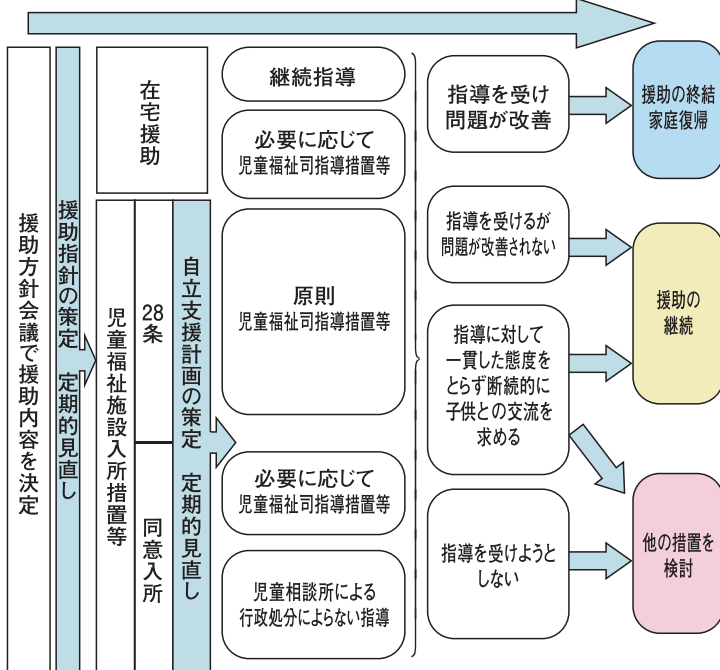 援助方針会議で援助内容を決定
援助指針の策定　定期的見直し
在宅援助
児童福祉施設入所措置等
28条
同意入所
自立支援計画の策定　定期的見直し
継続指導
必要に応じて
児童福祉司指導措置等
原則
児童福祉司指導措置等
必要に応じて
児童福祉司指導措置等
児童相談所による
行政処分によらない指導
指導を受け
問題が改善
指導を受けるが
問題が改善されない
指導に対して
一貫した態度を
とらず断続的に
子供との交流を
求める
指導を受けようと
しない
援助の終結
家庭復帰
援助の
継続
他の措置を
検討